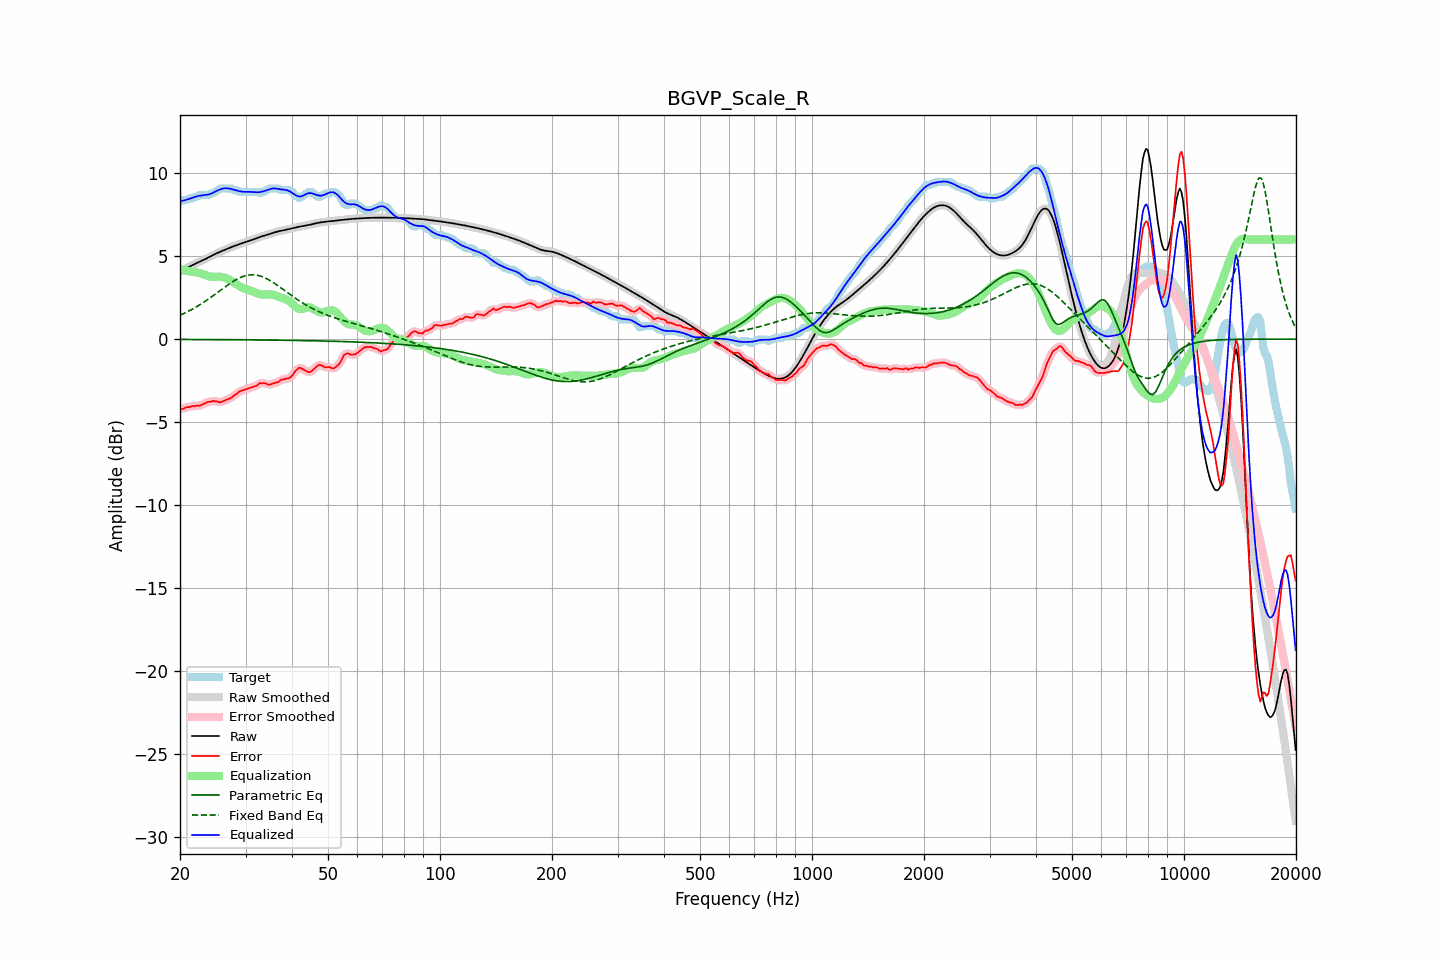 BGVP_Scale_R
10
5
0
−5
−10
−15
−20
−25
−30
Amplitude (dBr)
Target
Raw Smoothed
Error Smoothed
Raw
Error
Equalization
Parametric Eq
Fixed Band Eq
Equalized
20 50 100 200 500 1000 2000 5000 10000 20000
Frequency (Hz)